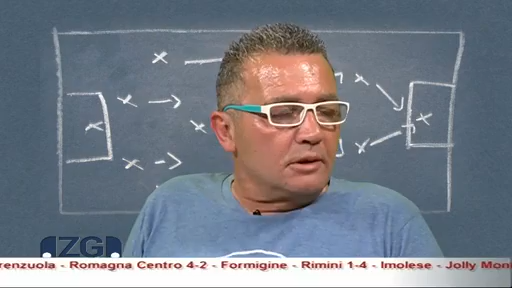 ZG
renzuola - Romagna Centro 4-2 - Formigine - Rimini 1-4 - Imolese - Jolly Mon